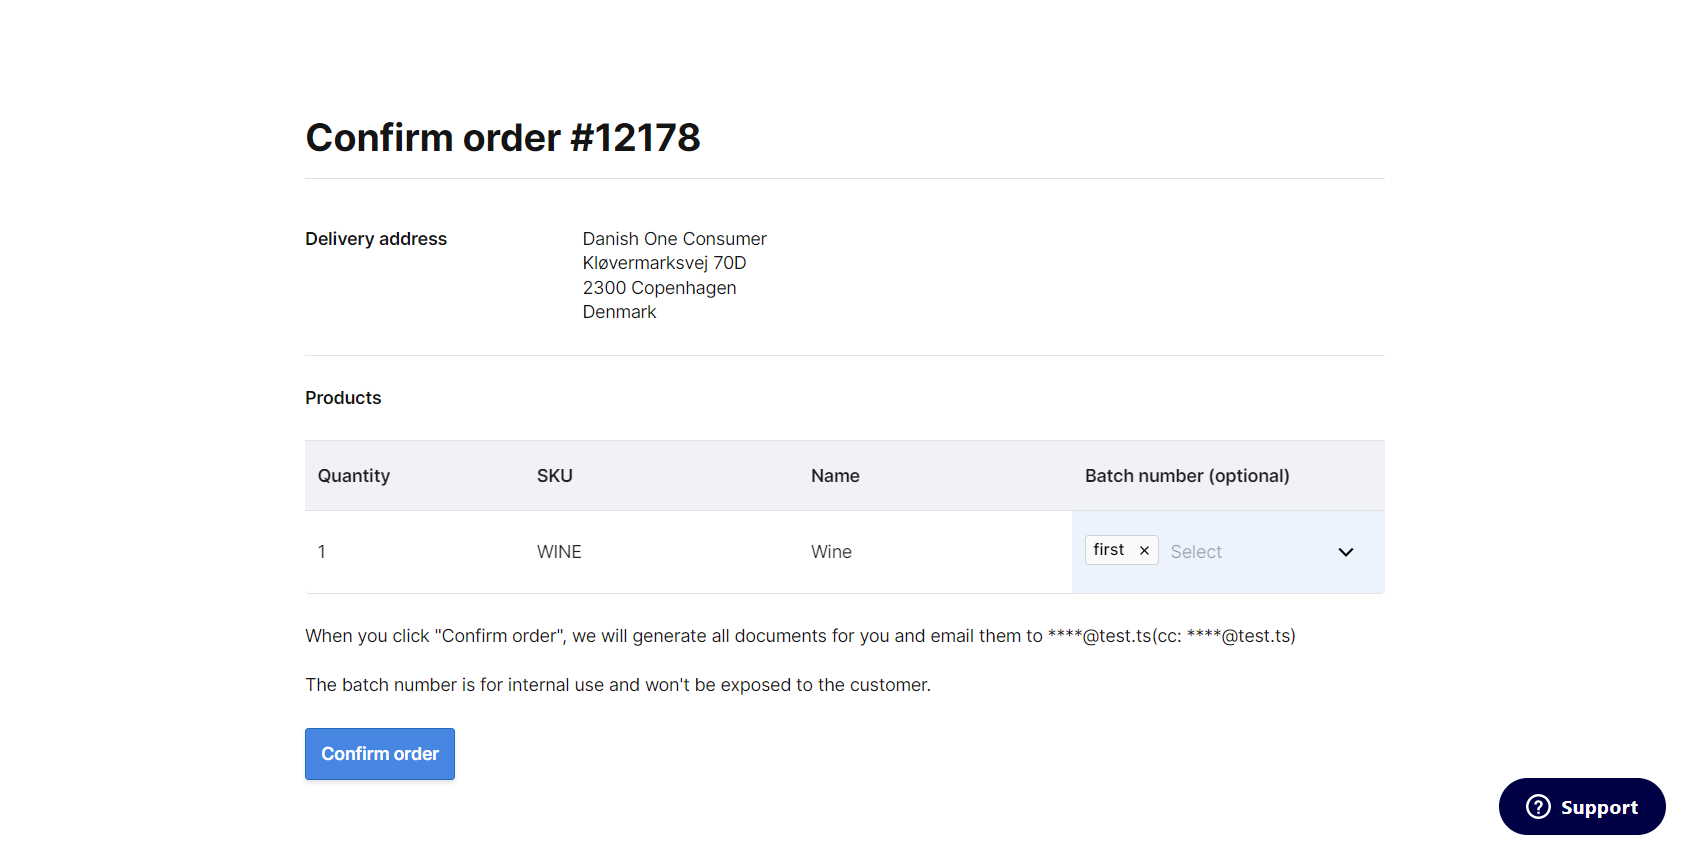 Confirm order #12178
Delivery address
Danish One Consumer
Kløvermarksvej 70D
2300 Copenhagen
Denmark
Products
Quantity SKU Name Batch number (optional)
1 WINE Wine first × Select
When you click "Confirm order", we will generate all documents for you and email them to ****@test.ts(cc: ****@test.ts)
The batch number is for internal use and won't be exposed to the customer.
Confirm order
Support